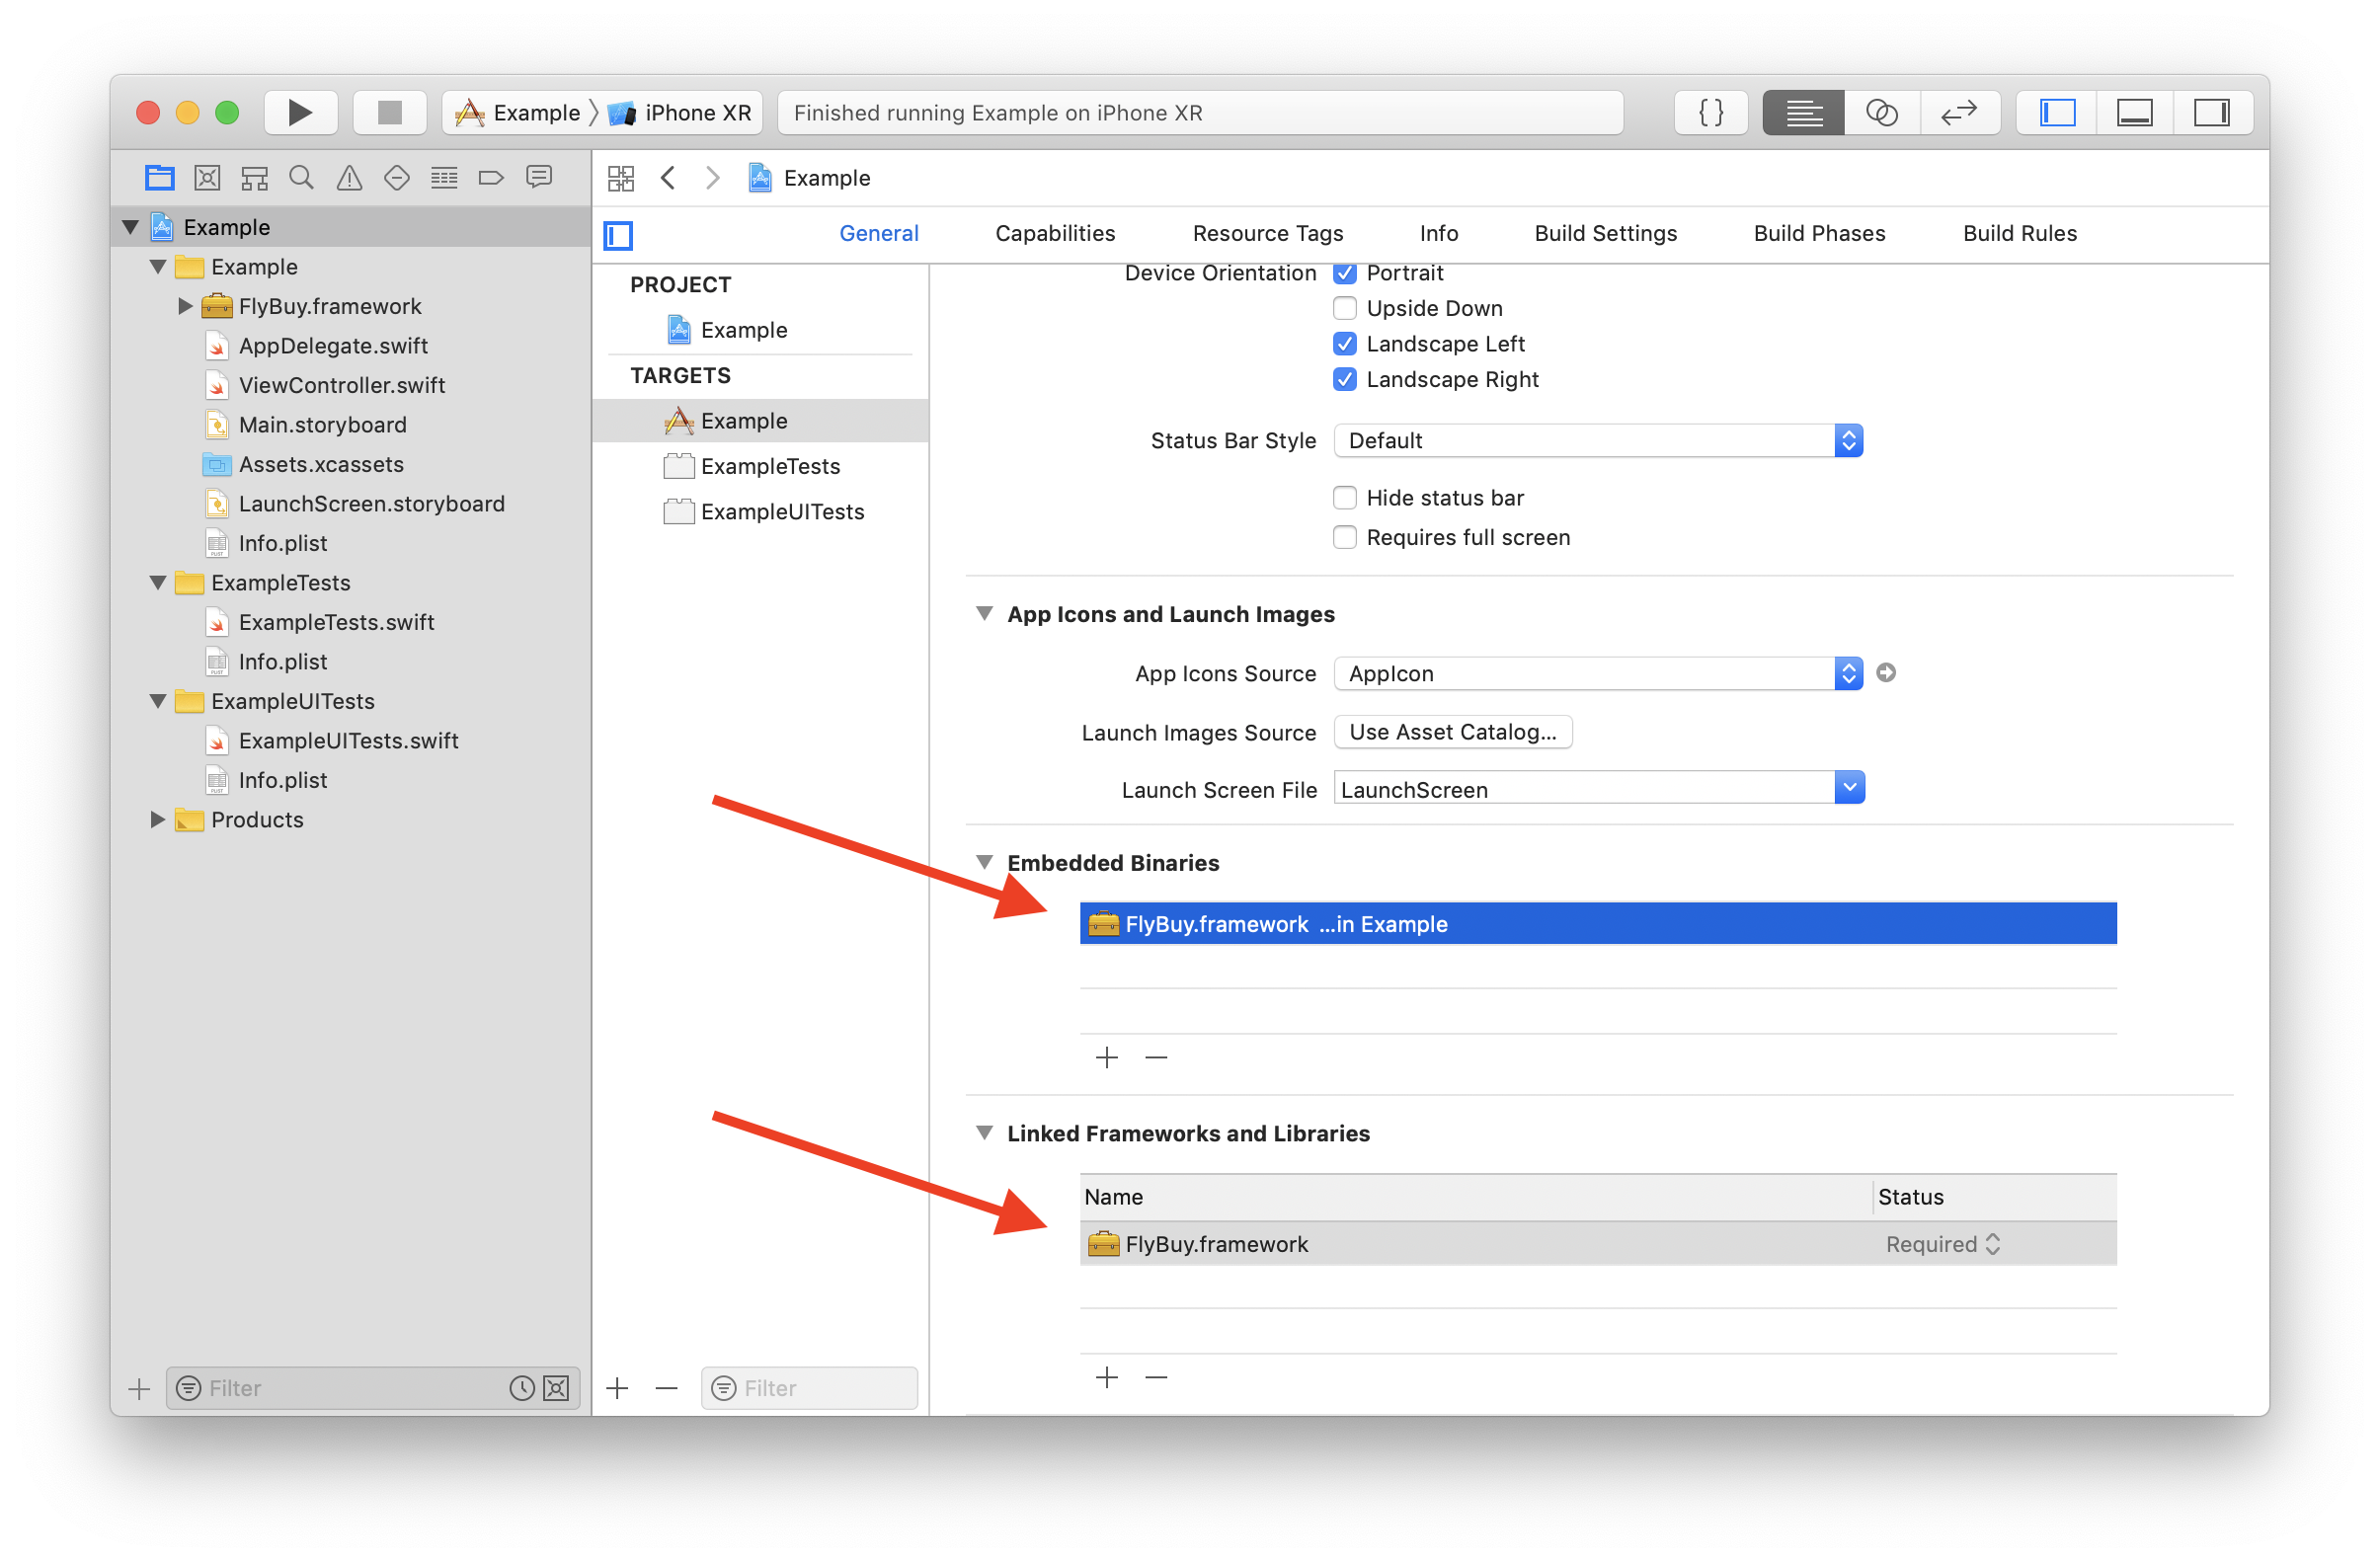 Example 〉 iPhone XR
Finished running Example on iPhone XR
{ }
Example
General Capabilities Resource Tags Info Build Settings Build Phases Build Rules
Example
Example
FlyBuy.framework
AppDelegate.swift
ViewController.swift
Main.storyboard
Assets.xcassets
LaunchScreen.storyboard
Info.plist
ExampleTests
ExampleTests.swift
Info.plist
ExampleUITests
ExampleUITests.swift
Info.plist
Products
Filter
PROJECT
Example
TARGETS
Example
ExampleTests
ExampleUITests
Filter
Device Orientation Portrait
Upside Down
Landscape Left
Landscape Right
Status Bar Style Default
Hide status bar
Requires full screen
App Icons and Launch Images
App Icons Source AppIcon
Launch Images Source Use Asset Catalog...
Launch Screen File LaunchScreen
Embedded Binaries
FlyBuy.framework ...in Example
Linked Frameworks and Libraries
Name Status
FlyBuy.framework Required